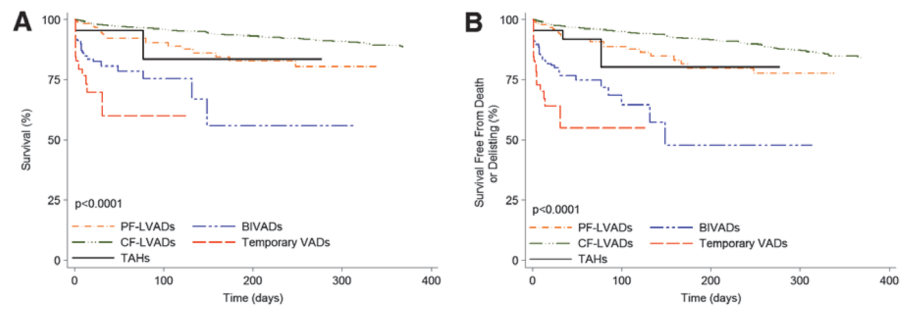 A
100
75
50
25
0
Survival (%)
p<0.0001
PF-LVADs
BIVADs
CF-LVADs
Temporary VADs
TAHs
0
100
200
300
400
Time (days)
B
100
75
50
25
0
Survival Free From Death
or Delisting (%)
p<0.0001
PF-LVADs
BIVADs
CF-LVADs
Temporary VADs
TAHs
0
100
200
300
400
Time (days)